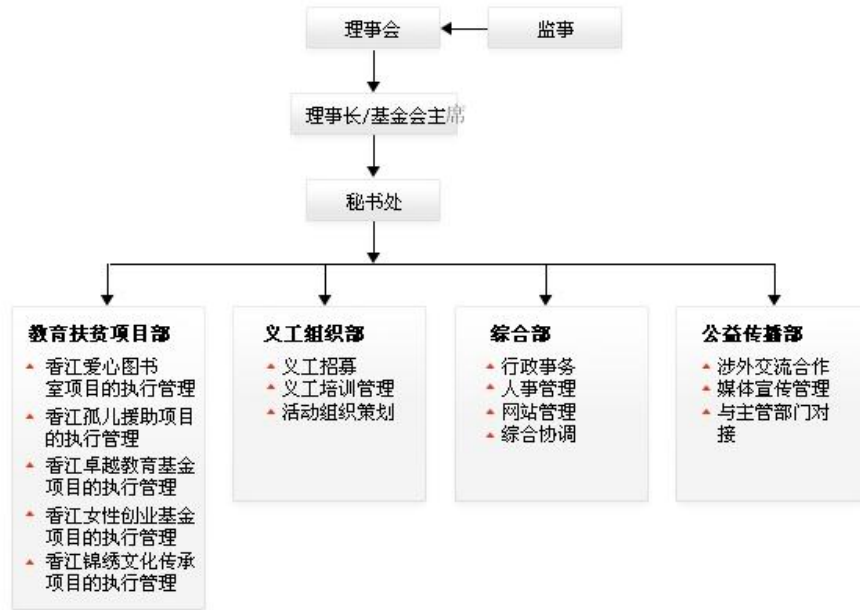 理事会
监事
理事长/基金会主席
秘书处
教育扶贫项目部
香江爱心图书
室项目的执行管理
香江孤儿援助项目
的执行管理
香江卓越教育基金
项目的执行管理
香江女性创业基金
项目的执行管理
香江锦绣文化传承
项目的执行管理
义工组织部
义工招募
义工培训管理
活动组织策划
综合部
行政事务
人事管理
网站管理
综合协调
公益传播部
涉外交流合作
媒体宣传管理
与主管部门对
接